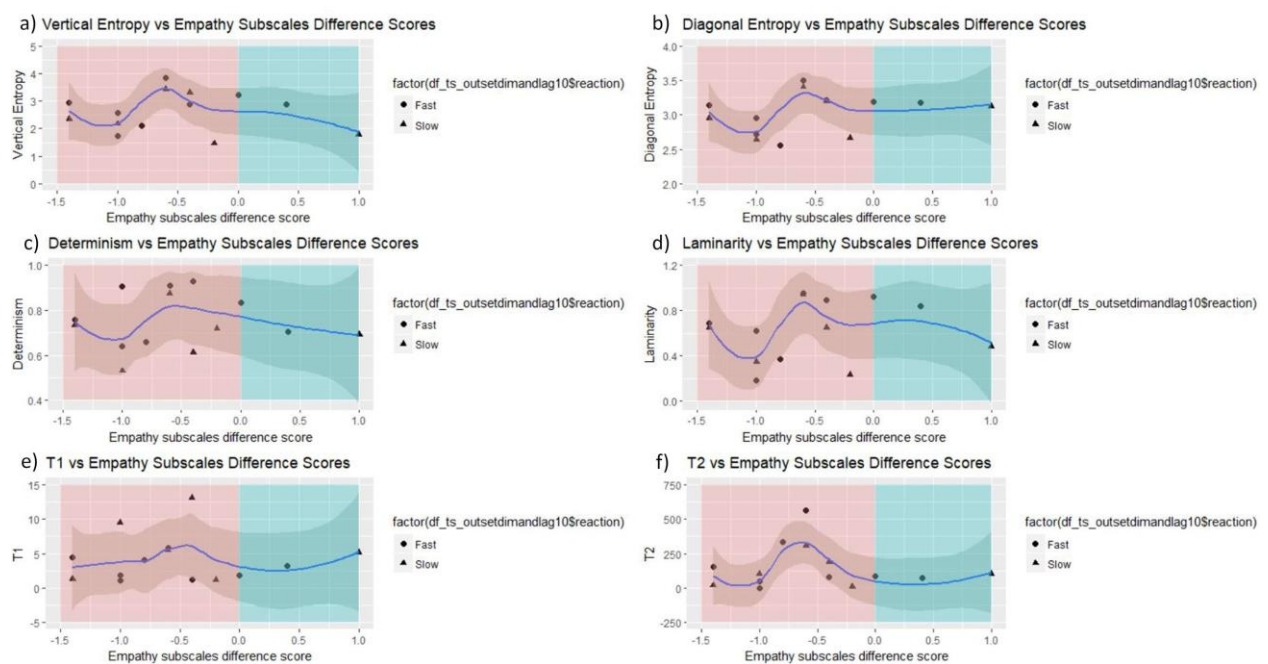 a) Vertical Entropy vs Empathy Subscales Difference Scores
5
4
3
2
1
0
Vertical Entropy
-1.5 -1.0 -0.5 0.0 0.5 1.0
Empathy subscales difference score
factor(df_ts_outsetdimandlag10$reaction)
Fast
Slow
b) Diagonal Entropy vs Empathy Subscales Difference Scores
4.0
3.5
3.0
2.5
2.0
Diagonal Entropy
-1.5 -1.0 -0.5 0.0 0.5 1.0
Empathy subscales difference score
factor(df_ts_outsetdimandlag10$reaction)
Fast
Slow
c) Determinism vs Empathy Subscales Difference Scores
1.0
0.8
0.6
0.4
Determinism
-1.5 -1.0 -0.5 0.0 0.5 1.0
Empathy subscales difference score
factor(df_ts_outsetdimandlag10$reaction)
Fast
Slow
d) Laminarity vs Empathy Subscales Difference Scores
1.2
0.8
0.4
0.0
Laminarity
-1.5 -1.0 -0.5 0.0 0.5 1.0
Empathy subscales difference score
factor(df_ts_outsetdimandlag10$reaction)
Fast
Slow
e) T1 vs Empathy Subscales Difference Scores
15
10
5
0
-5
T1
-1.5 -1.0 -0.5 0.0 0.5 1.0
Empathy subscales difference score
factor(df_ts_outsetdimandlag10$reaction)
Fast
Slow
f) T2 vs Empathy Subscales Difference Scores
750
500
250
0
-250
T2
-1.5 -1.0 -0.5 0.0 0.5 1.0
Empathy subscales difference score
factor(df_ts_outsetdimandlag10$reaction)
Fast
Slow